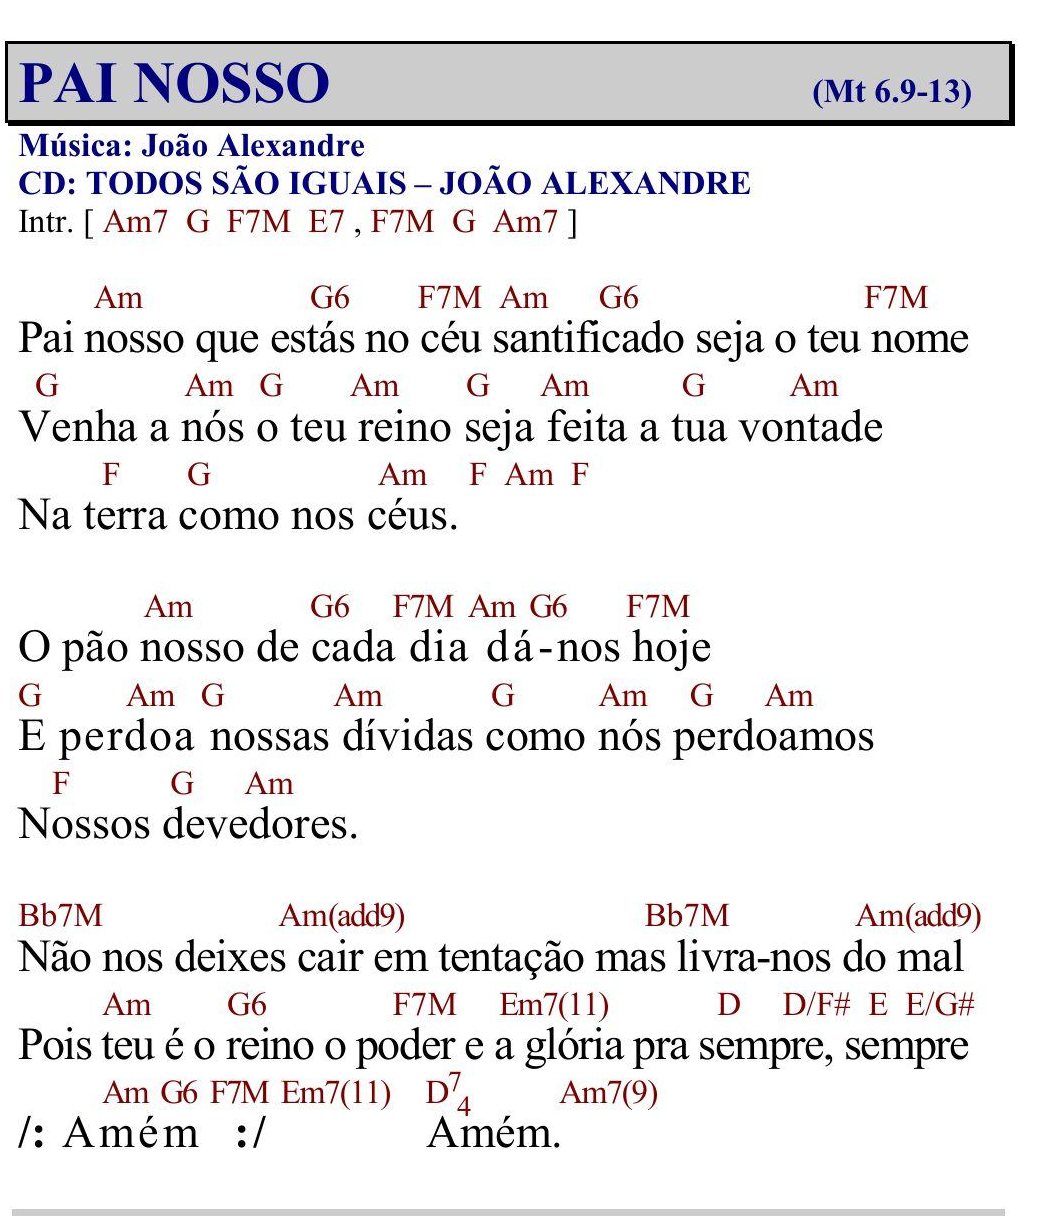 PAI NOSSO (Mt 6.9-13)
Música: João Alexandre
CD: TODOS SÃO IGUAIS – JOÃO ALEXANDRE
Intr. [ Am7 G F7M E7 , F7M G Am7 ]
Am G6 F7M Am G6 F7M
Pai nosso que estás no céu santificado seja o teu nome
G Am G Am G Am G Am
Venha a nós o teu reino seja feita a tua vontade
F G Am F Am F
Na terra como nos céus.
Am G6 F7M Am G6 F7M
O pão nosso de cada dia dá-nos hoje
G Am G Am G Am G Am
E perdoa nossas dívidas como nós perdoamos
F G Am
Nossos devedores.
Bb7M Am(add9) Bb7M Am(add9)
Não nos deixes cair em tentação mas livra-nos do mal
Am G6 F7M Em7(11) D D/F# E E/G#
Pois teu é o reino o poder e a glória pra sempre, sempre
Am G6 F7M Em7(11) D7 4 Am7(9)
/: Amém :/ Amém.